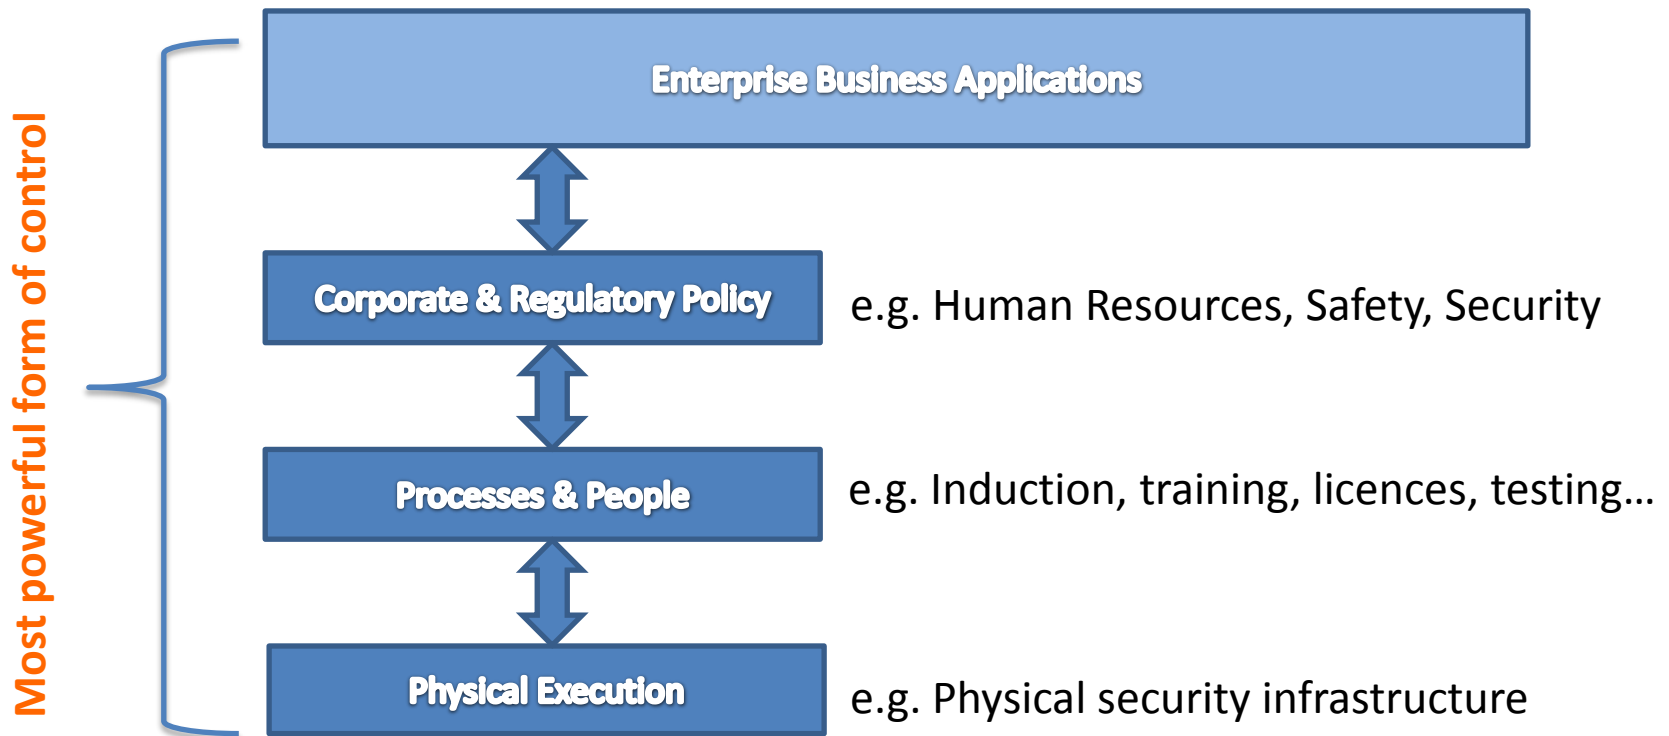 Most powerful form of control
Enterprise Business Applications
Corporate & Regulatory Policy
e.g. Human Resources, Safety, Security
Processes & People
e.g. Induction, training, licences, testing…
Physical Execution
e.g. Physical security infrastructure